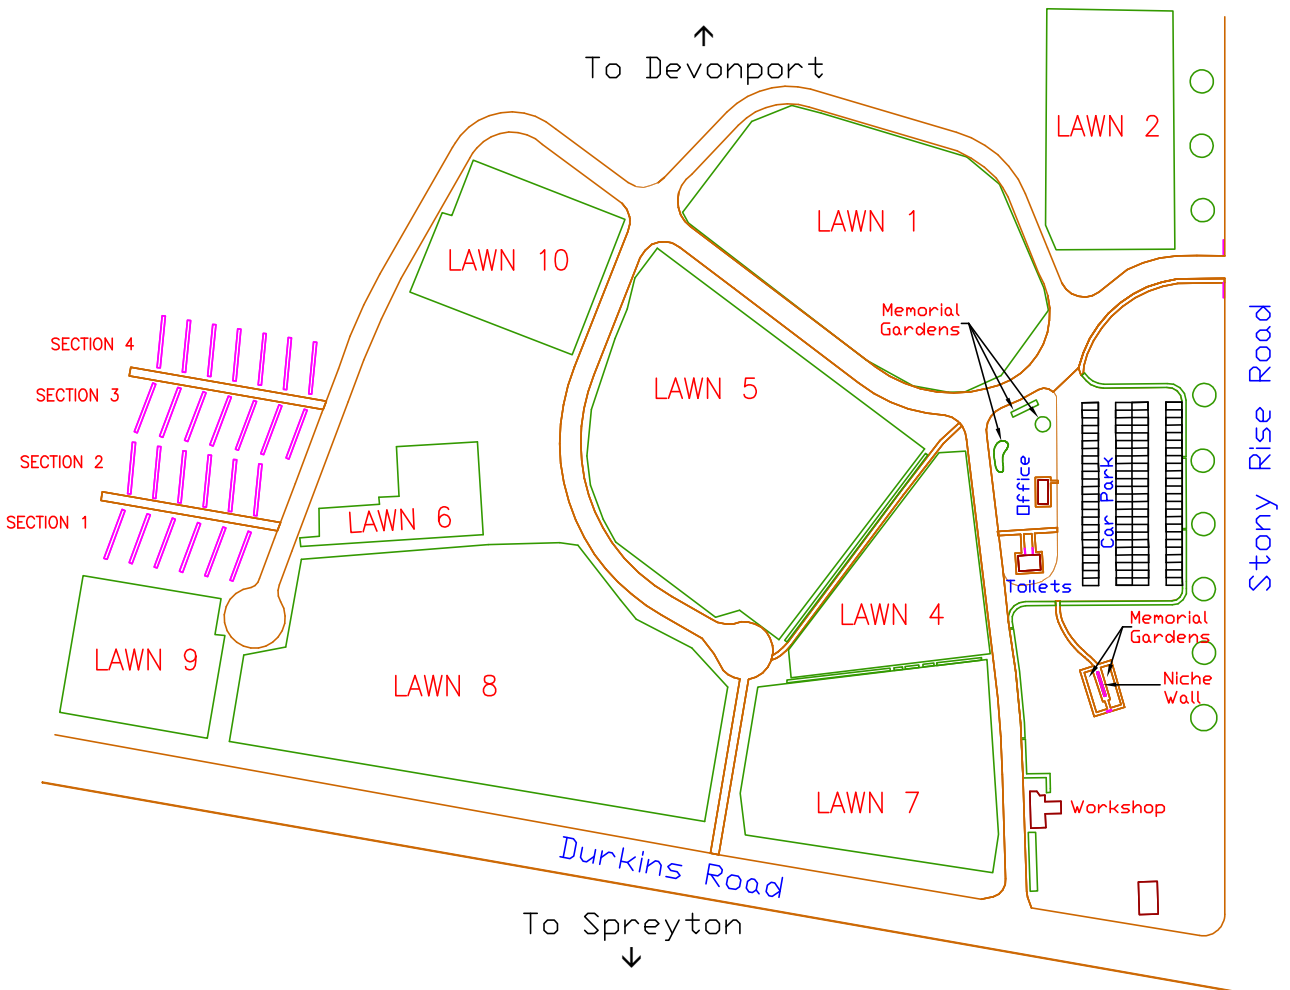 To Devonport
LAWN 2
LAWN 1
LAWN 10
Memorial
Gardens
SECTION 4
SECTION 3
LAWN 5
Stony Rise Road
SECTION 2
SECTION 1
LAWN 6
Office
Car Park
Toilets
LAWN 4
Memorial
Gardens
LAWN 9
LAWN 8
Niche
Wall
LAWN 7
Workshop
Durkins Road
To Spreyton